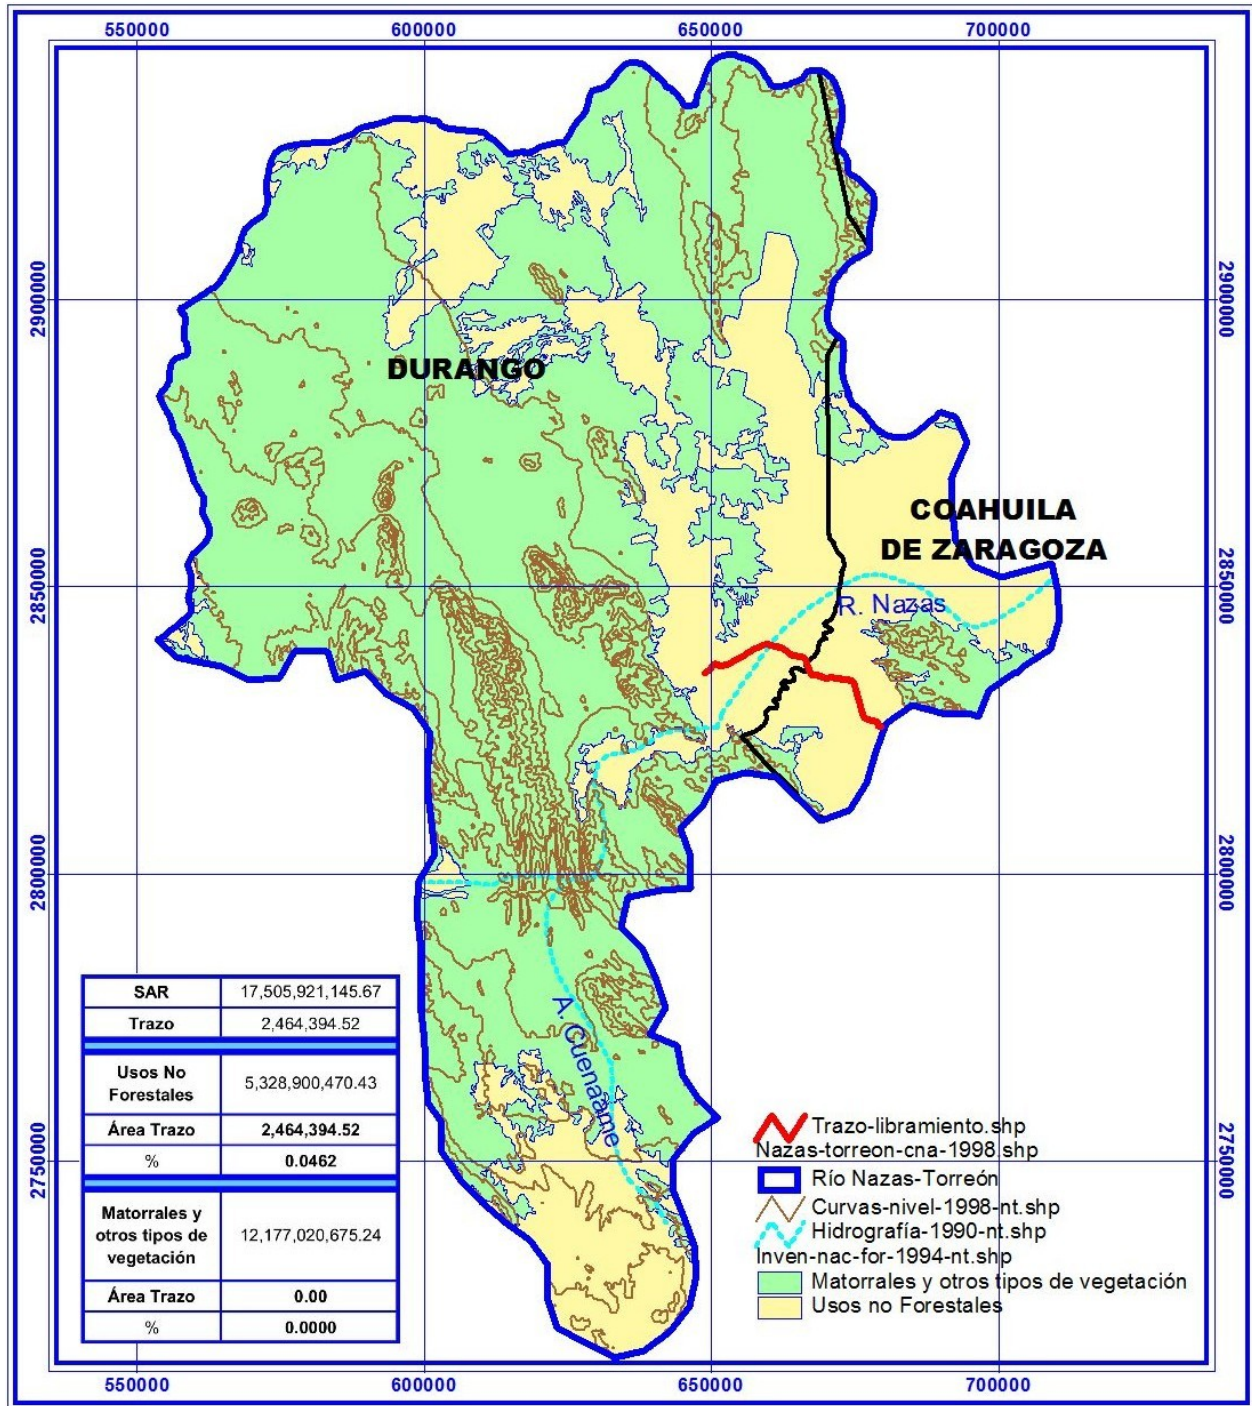 550000 600000 650000 700000
2900000 2900000
DURANGO
COAHUILA
DE ZARAGOZA
2850000 2850000
R. Nazas
2800000 2800000
A. Cuenaame
2750000 2750000
SAR 17,505,921,145.67
Trazo 2,464,394.52
Usos No
Forestales
5,328,900,470.43
Área Trazo 2,464,394.52
% 0.0462
Matorrales y
otros tipos de
vegetación
12,177,020,675.24
Área Trazo 0.00
% 0.0000
Trazo-libramiento.shp
Nazas-torreon-cna-1998.shp
Río Nazas-Torreón
Curvas-nivel-1998-nt.shp
Hidrografía-1990-nt.shp
Inven-nac-for-1994-nt.shp
Matorrales y otros tipos de vegetación
Usos no Forestales
550000 600000 650000 700000